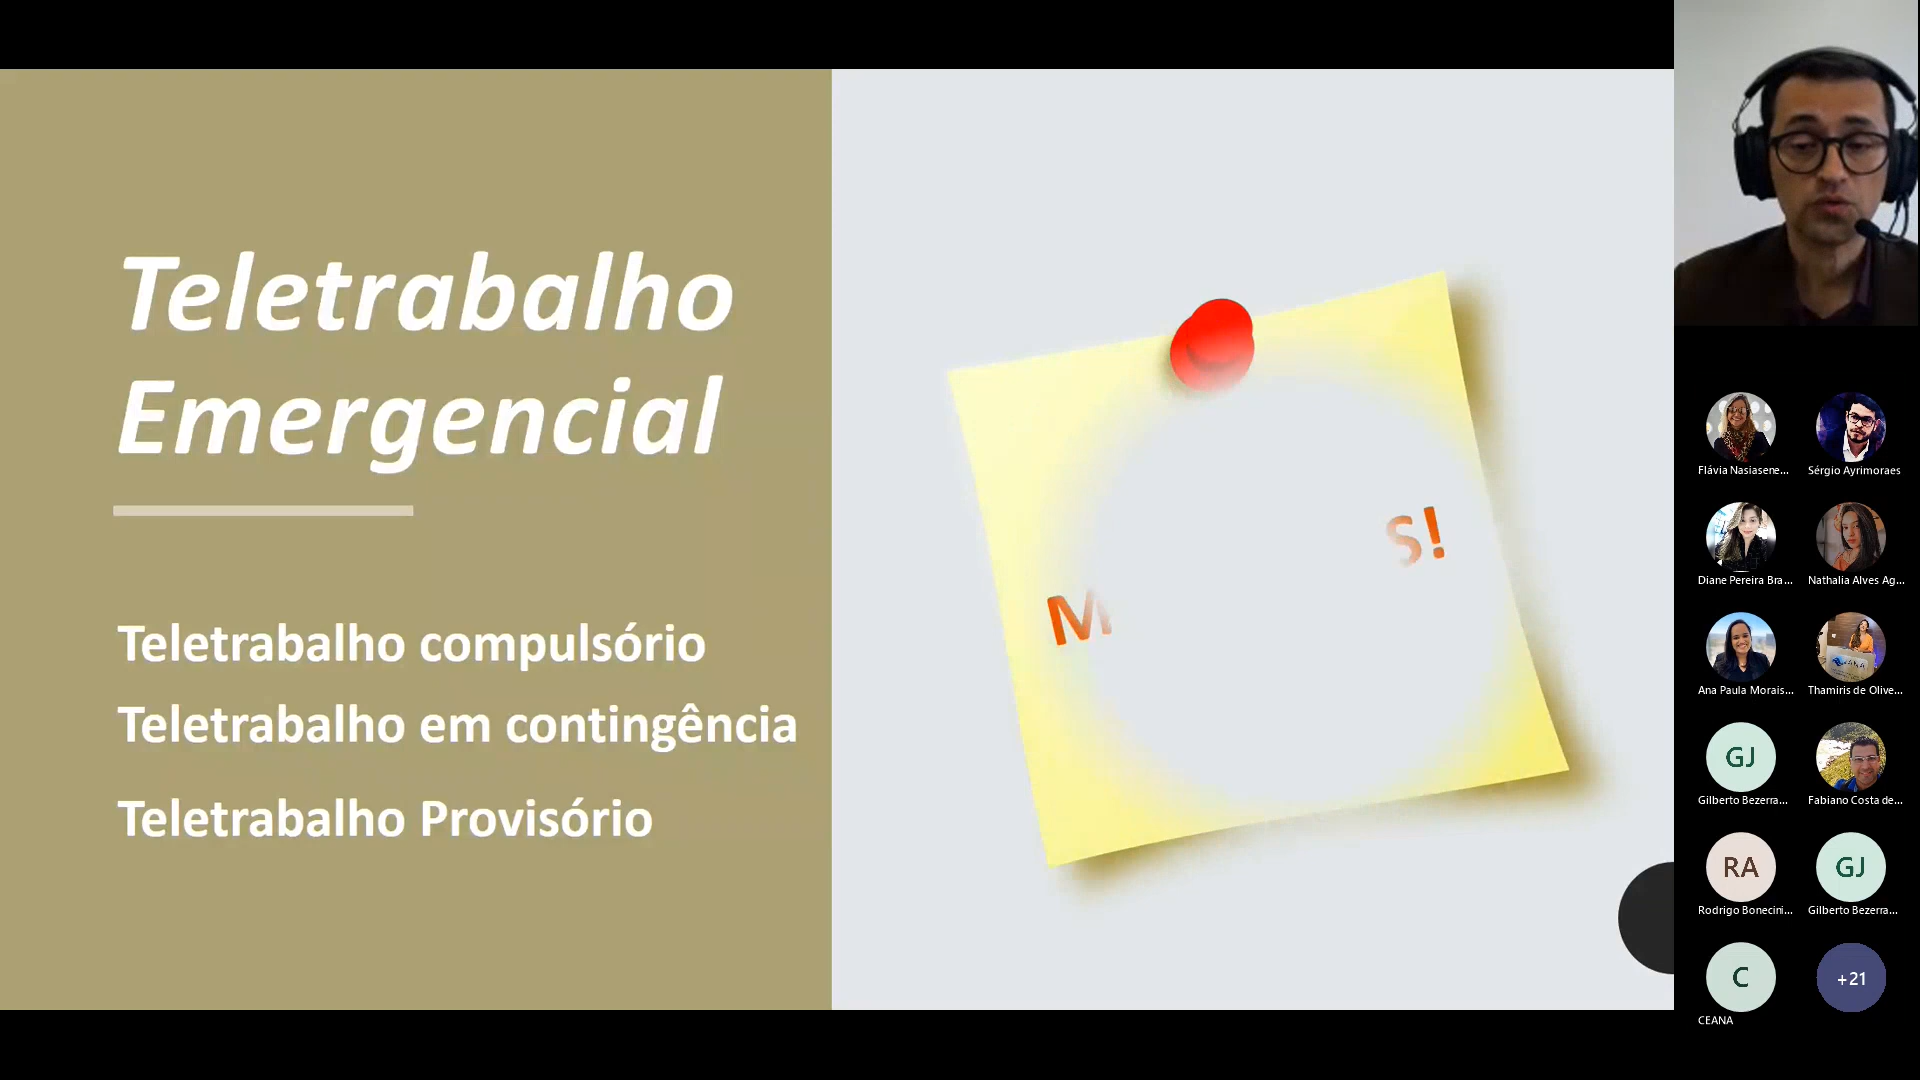 Teletrabalho
Emergencial
Teletrabalho compulsório
Teletrabalho em contingência
Teletrabalho Provisório
M
S!
Flávia Nasiasene...
Sérgio Ayrimoraes
Diane Pereira Bra...
Nathalia Alves Ag...
Ana Paula Morais...
Thamiris de Olive...
GJ
Gilberto Bezerra...
Fabiano Costa de...
RA
Rodrigo Bonecini...
GJ
Gilberto Bezerra...
C
CEANA
+21